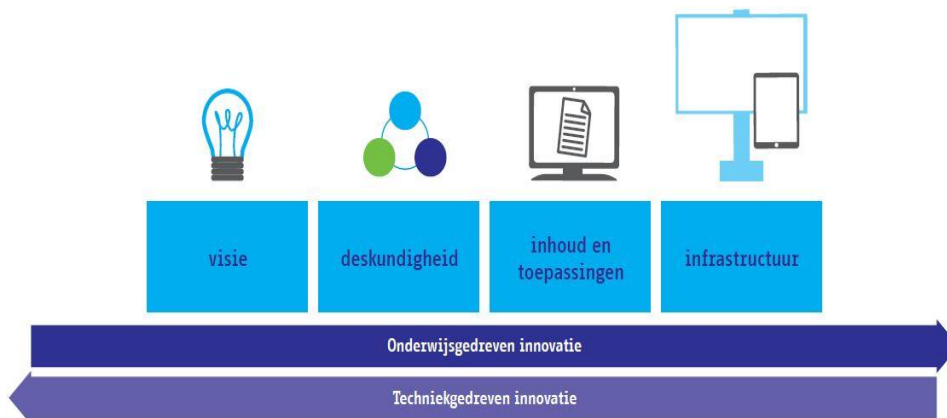 visie
deskundigheid
inhoud en
toepassingen
infrastructuur
Onderwijsgedreven innovatie
Techniekgedreven innovatie